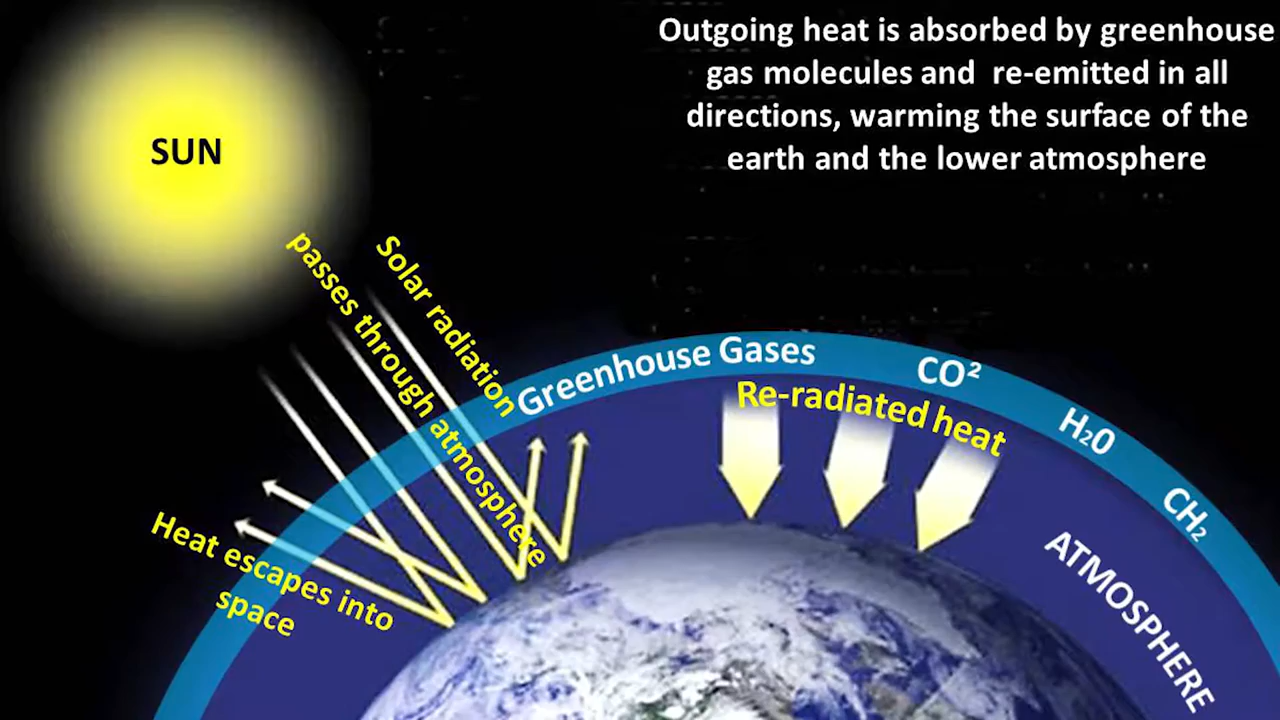 Outgoing heat is absorbed by greenhouse
gas molecules and re-emitted in all
directions, warming the surface of the
earth and the lower atmosphere
SUN
Solar radiation
passes through atmosphere
Greenhouse Gases
CO²
H₂0
CH₂
Re-radiated heat
Heat escapes into
space
ATMOSPHERE